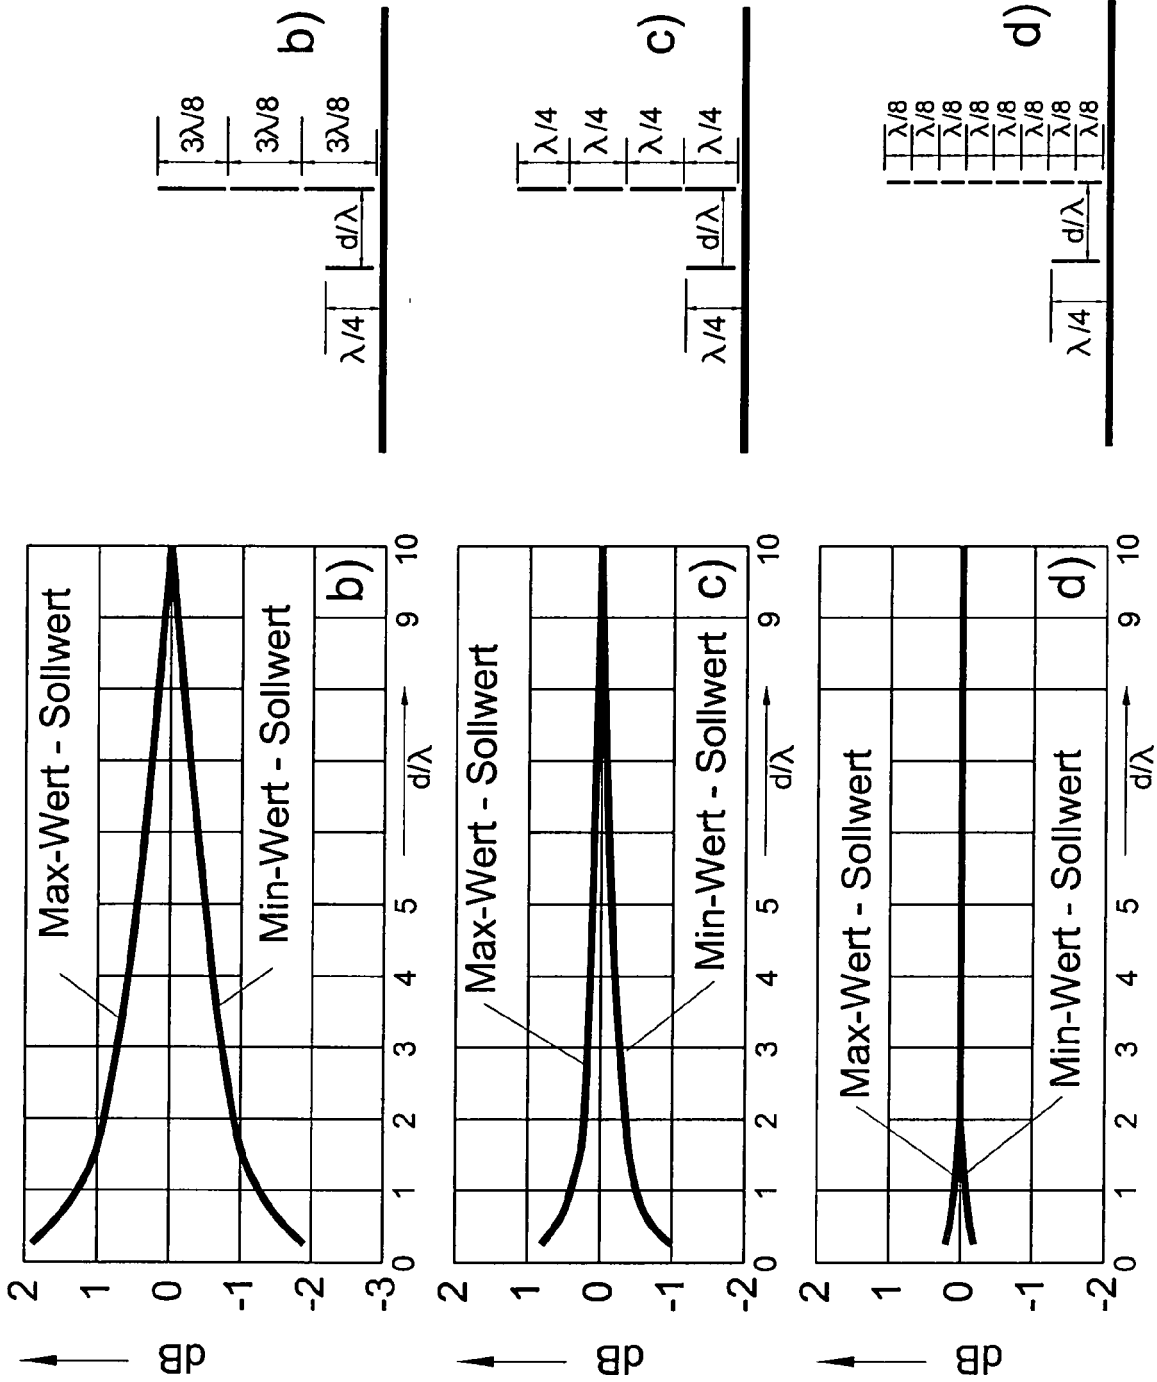 2
1
0
-1
-2
-3
dB
Max-Wert - Sollwert
Min-Wert - Sollwert
b)
0
1
2
3
4
5
9
10
d/λ
3λ/8
3λ/8
3λ/8
λ/4
d/λ
b)
2
1
0
-1
-2
dB
Max-Wert - Sollwert
Min-Wert - Sollwert
c)
0
1
2
3
4
5
9
10
d/λ
λ/4
λ/4
λ/4
λ/4
λ/4
d/λ
c)
2
1
0
-1
-2
dB
Max-Wert - Sollwert
Min-Wert - Sollwert
d)
0
1
2
3
4
5
9
10
d/λ
λ/8
λ/8
λ/8
λ/8
λ/8
λ/8
λ/8
λ/8
λ/4
d/λ
d)